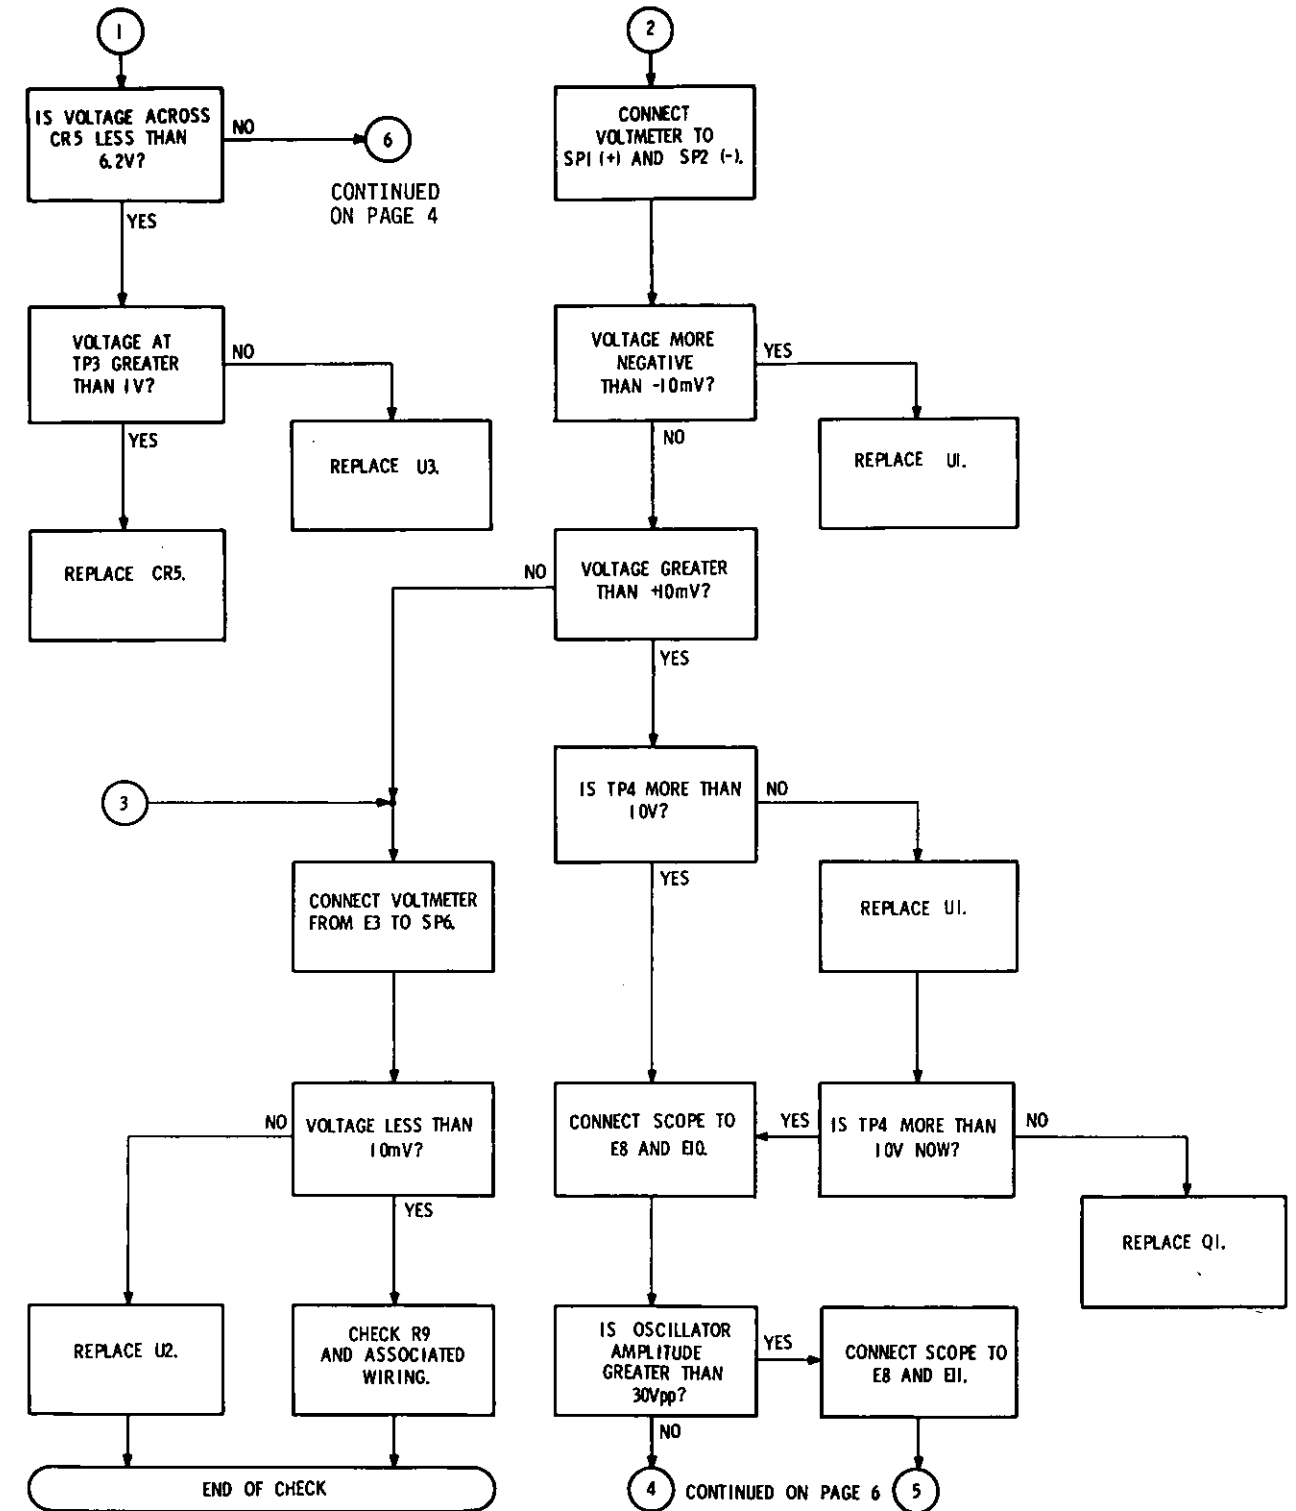 1
IS VOLTAGE ACROSS
CR5 LESS THAN
6.2V?
NO
6
CONTINUED
ON PAGE 4
YES
VOLTAGE AT
TP3 GREATER
THAN 1V?
NO
REPLACE U3.
YES
REPLACE CR5.
2
CONNECT
VOLTMETER TO
SP1 (+) AND SP2 (-).
VOLTAGE MORE
NEGATIVE
THAN -10mV?
YES
REPLACE U1.
NO
VOLTAGE GREATER
THAN +10mV?
NO
YES
3
CONNECT VOLTMETER
FROM E3 TO SP6.
VOLTAGE LESS THAN
10mV?
NO
YES
REPLACE U2.
CHECK R9
AND ASSOCIATED
WIRING.
END OF CHECK
IS TP4 MORE THAN
10V?
NO
YES
REPLACE U1.
CONNECT SCOPE TO
E8 AND E10.
YES
IS TP4 MORE THAN
10V NOW?
NO
REPLACE Q1.
IS OSCILLATOR
AMPLITUDE
GREATER THAN
30Vpp?
YES
CONNECT SCOPE TO
E8 AND E11.
NO
4
CONTINUED ON PAGE 6
5